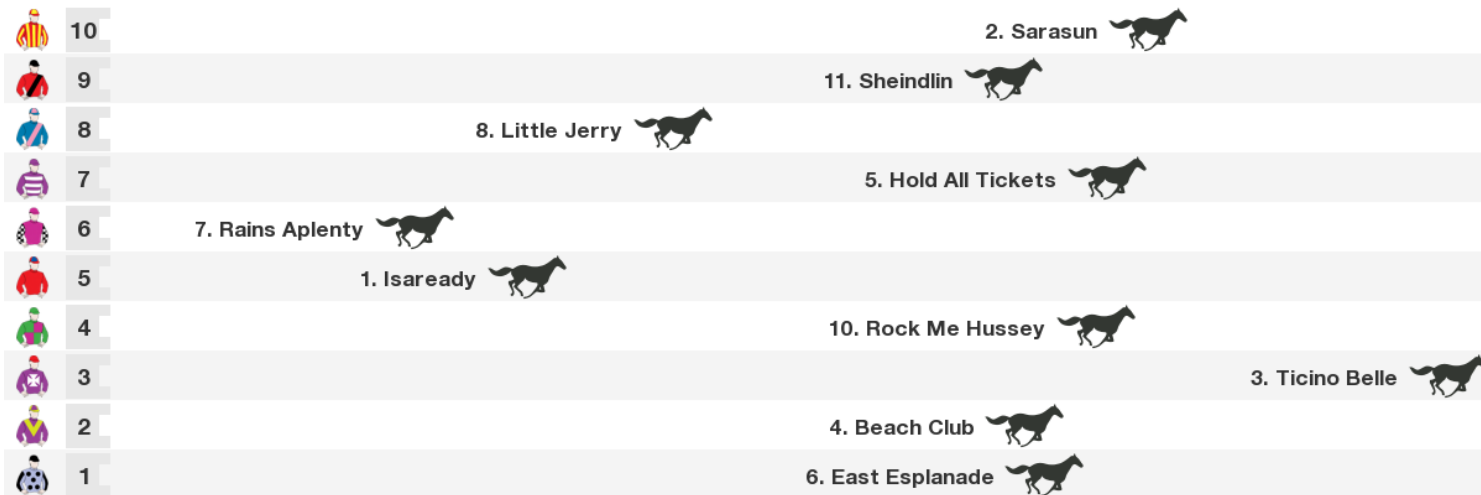 10 2. Sarasun
9 11. Sheindlin
8 8. Little Jerry
7 5. Hold All Tickets
6 7. Rains Aplenty
5 1. Isaready
4 10. Rock Me Hussey
3 3. Ticino Belle
2 4. Beach Club
1 6. East Esplanade